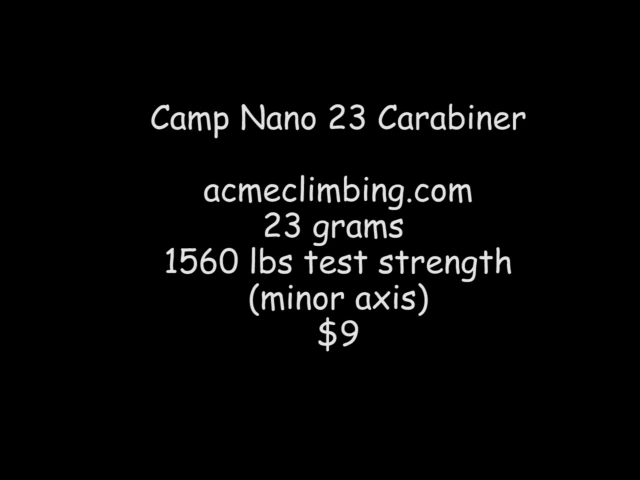 Camp Nano 23 Carabiner
acmeclimbing.com
23 grams
1560 lbs test strength
(minor axis)
$9